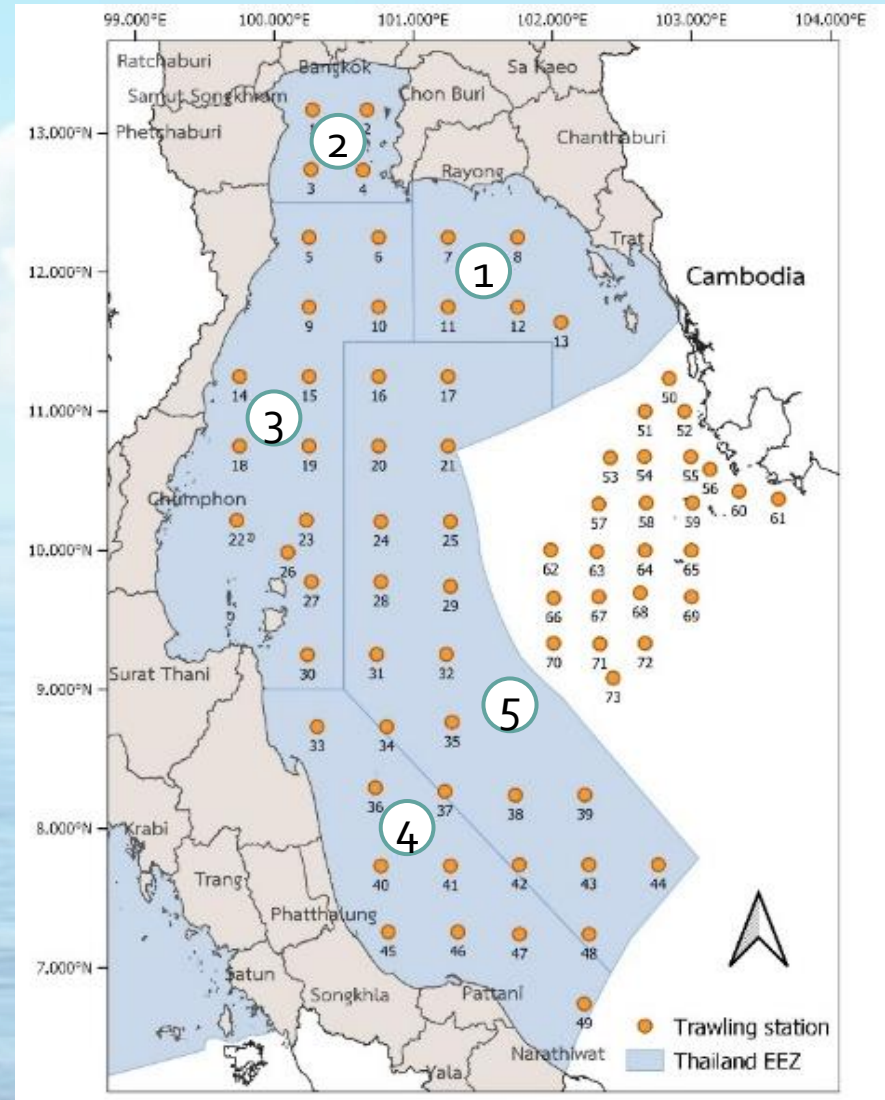 99.000°E 100.000°E 101.000°E 102.000°E 103.000°E 104.000°E
Ratchaburi Bangkok Sa Kaeo
Samut Songkhram Chon Buri
13.000°N Phetchaburi Chanthaburi
1 2
2
Rayong
3 4
Trat
5 6 7 8
12.000°N 1 Cambodia
9 10 11 12 13
11.000°N 14 15 16 17 50
3 51 52
18 19 20 21 53 54 55
56 60 61
Chumphon 57 58 59
22 23 24 25
10.000°N 26 62 63 64 65
27 28 29
66 67 68 69
30 31 32 70 71 72
Surat Thani
9.000°N 73
5
33 34 35
36 37 38 39
8.000°N 4
Krabi
40 41 42 43 44
Trang
Phatthalung
45 46 47 48
7.000°N
Satun
Songkhla Pattani
49
Trawling station
Narathiwat
Yala Thailand EEZ